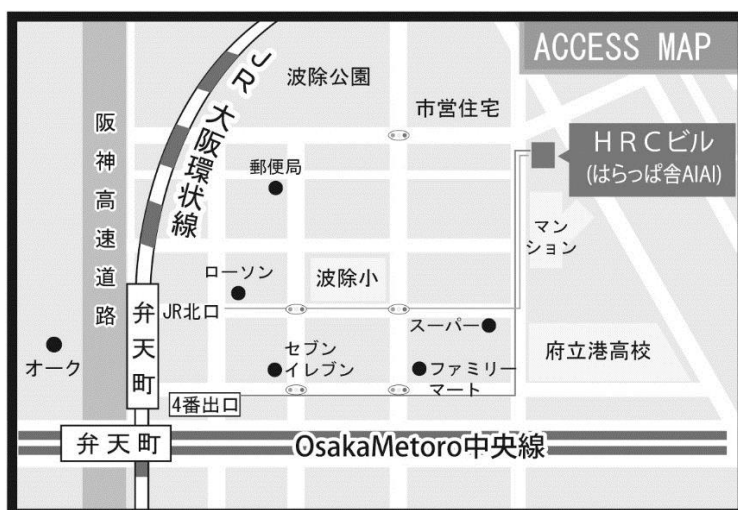 ACCESS MAP
波除公園
JR大阪環状線
市営住宅
阪神高速道路
HRCビル
(はらっぱ舎AIAI)
郵便局
マン
ション
ローソン
波除小
JR北口
スーパー
弁天町
オーク
セブン
イレブン
ファミリー
マート
府立港高校
4番出口
弁天町
OsakaMetoro中央線